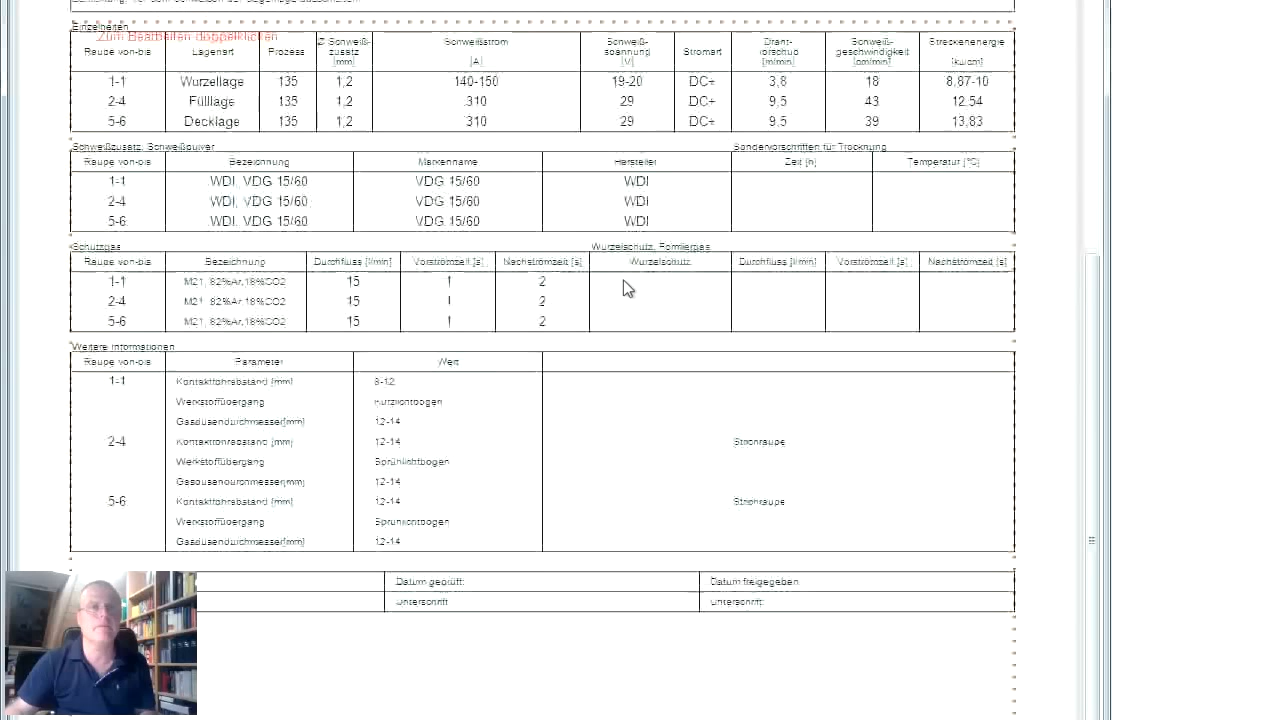 Einzelheiten
Zum Bearbeiten doppelklicken
Raupe von-bis Lagenart Prozess Ø Schweiß-zusatz [mm] Schweißstrom [A] Schweiß-spannung [V] Stromart Draht-vorschub [m/min] Schweiß-geschwindigkeit [cm/min] Streckenenergie [kJ/cm]
1-1 Wurzellage 135 1,2 140-150 19-20 DC+ 3,8 18 8,87-10
2-4 Fülllage 135 1,2 310 29 DC+ 9,5 43 12,54
5-6 Decklage 135 1,2 310 29 DC+ 9,5 39 13,83
Schweißzusatz, Schweißpulver Sondervorschriften für Trocknung
Raupe von-bis Bezeichnung Markenname Hersteller Zeit [h] Temperatur [°C]
1-1 WDI, VDG 15/60 VDG 15/60 WDI
2-4 WDI, VDG 15/60 VDG 15/60 WDI
5-6 WDI, VDG 15/60 VDG 15/60 WDI
Schutzgas Wurzelschutz, Formiergas
Raupe von-bis Bezeichnung Durchfluss [l/min] Vorströmzeit [s] Nachströmzeit [s] Wurzelschutz Durchfluss [l/min] Vorströmzeit [s] Nachströmzeit [s]
1-1 M21, 82%Ar,18%CO2 15 1 2
2-4 M21, 82%Ar,18%CO2 15 1 2
5-6 M21, 82%Ar,18%CO2 15 1 2
Weitere Informationen
Raupe von-bis Parameter Wert
1-1 Kontaktrohrabstand [mm] 8-12
Werkstoffübergang Kurzlichtbogen
Gasdüsendurchmesser[mm] 12-14
2-4 Kontaktrohrabstand [mm] 12-14 Strichraupe
Werkstoffübergang Sprühlichtbogen
Gasdüsendurchmesser[mm] 12-14
5-6 Kontaktrohrabstand [mm] 12-14 Strichraupe
Werkstoffübergang Sprühlichtbogen
Gasdüsendurchmesser[mm] 12-14
Datum geprüft: Datum freigegeben
Unterschrift Unterschrift: